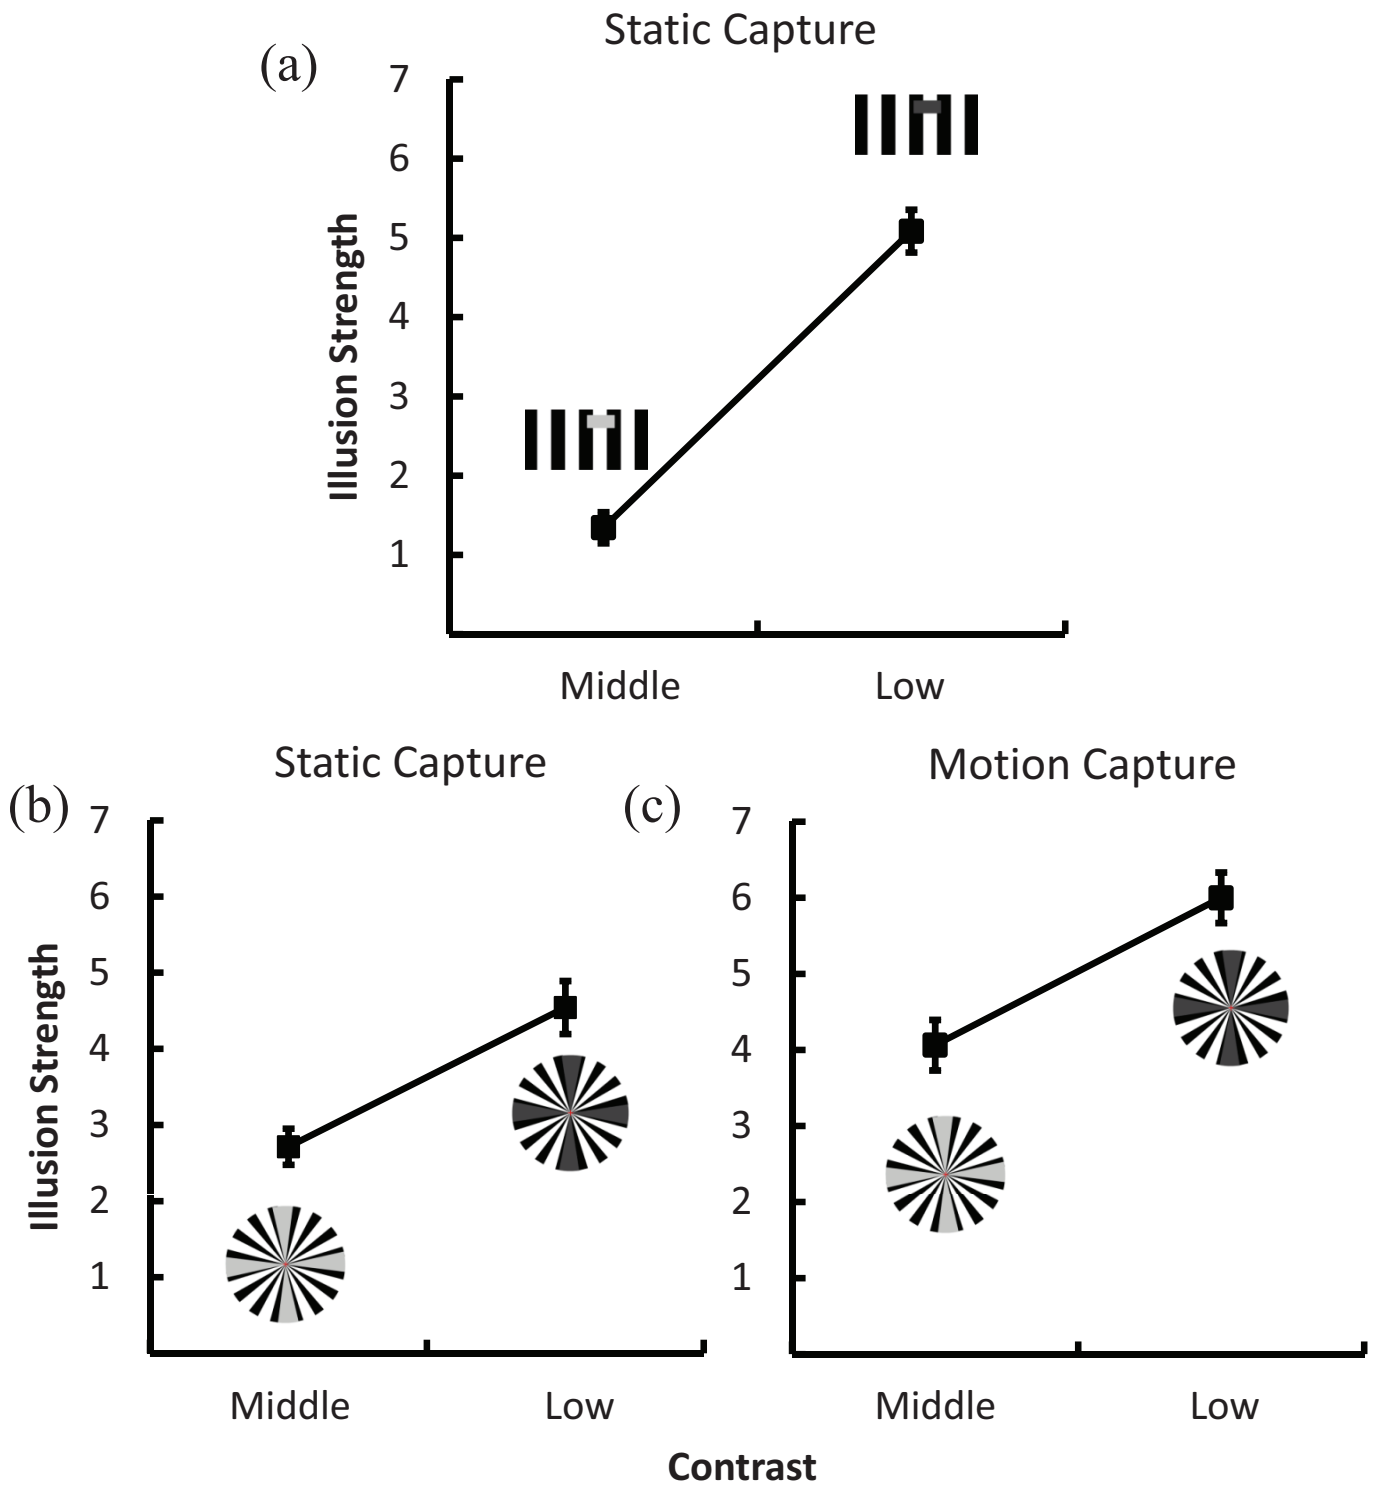 Static Capture
(a)
7
6
5
4
3
2
1
Illusion Strength
Middle Low
Static Capture
(b)
7
6
5
4
3
2
1
Illusion Strength
Middle Low
Motion Capture
(c)
7
6
5
4
3
2
1
Middle Low
Contrast